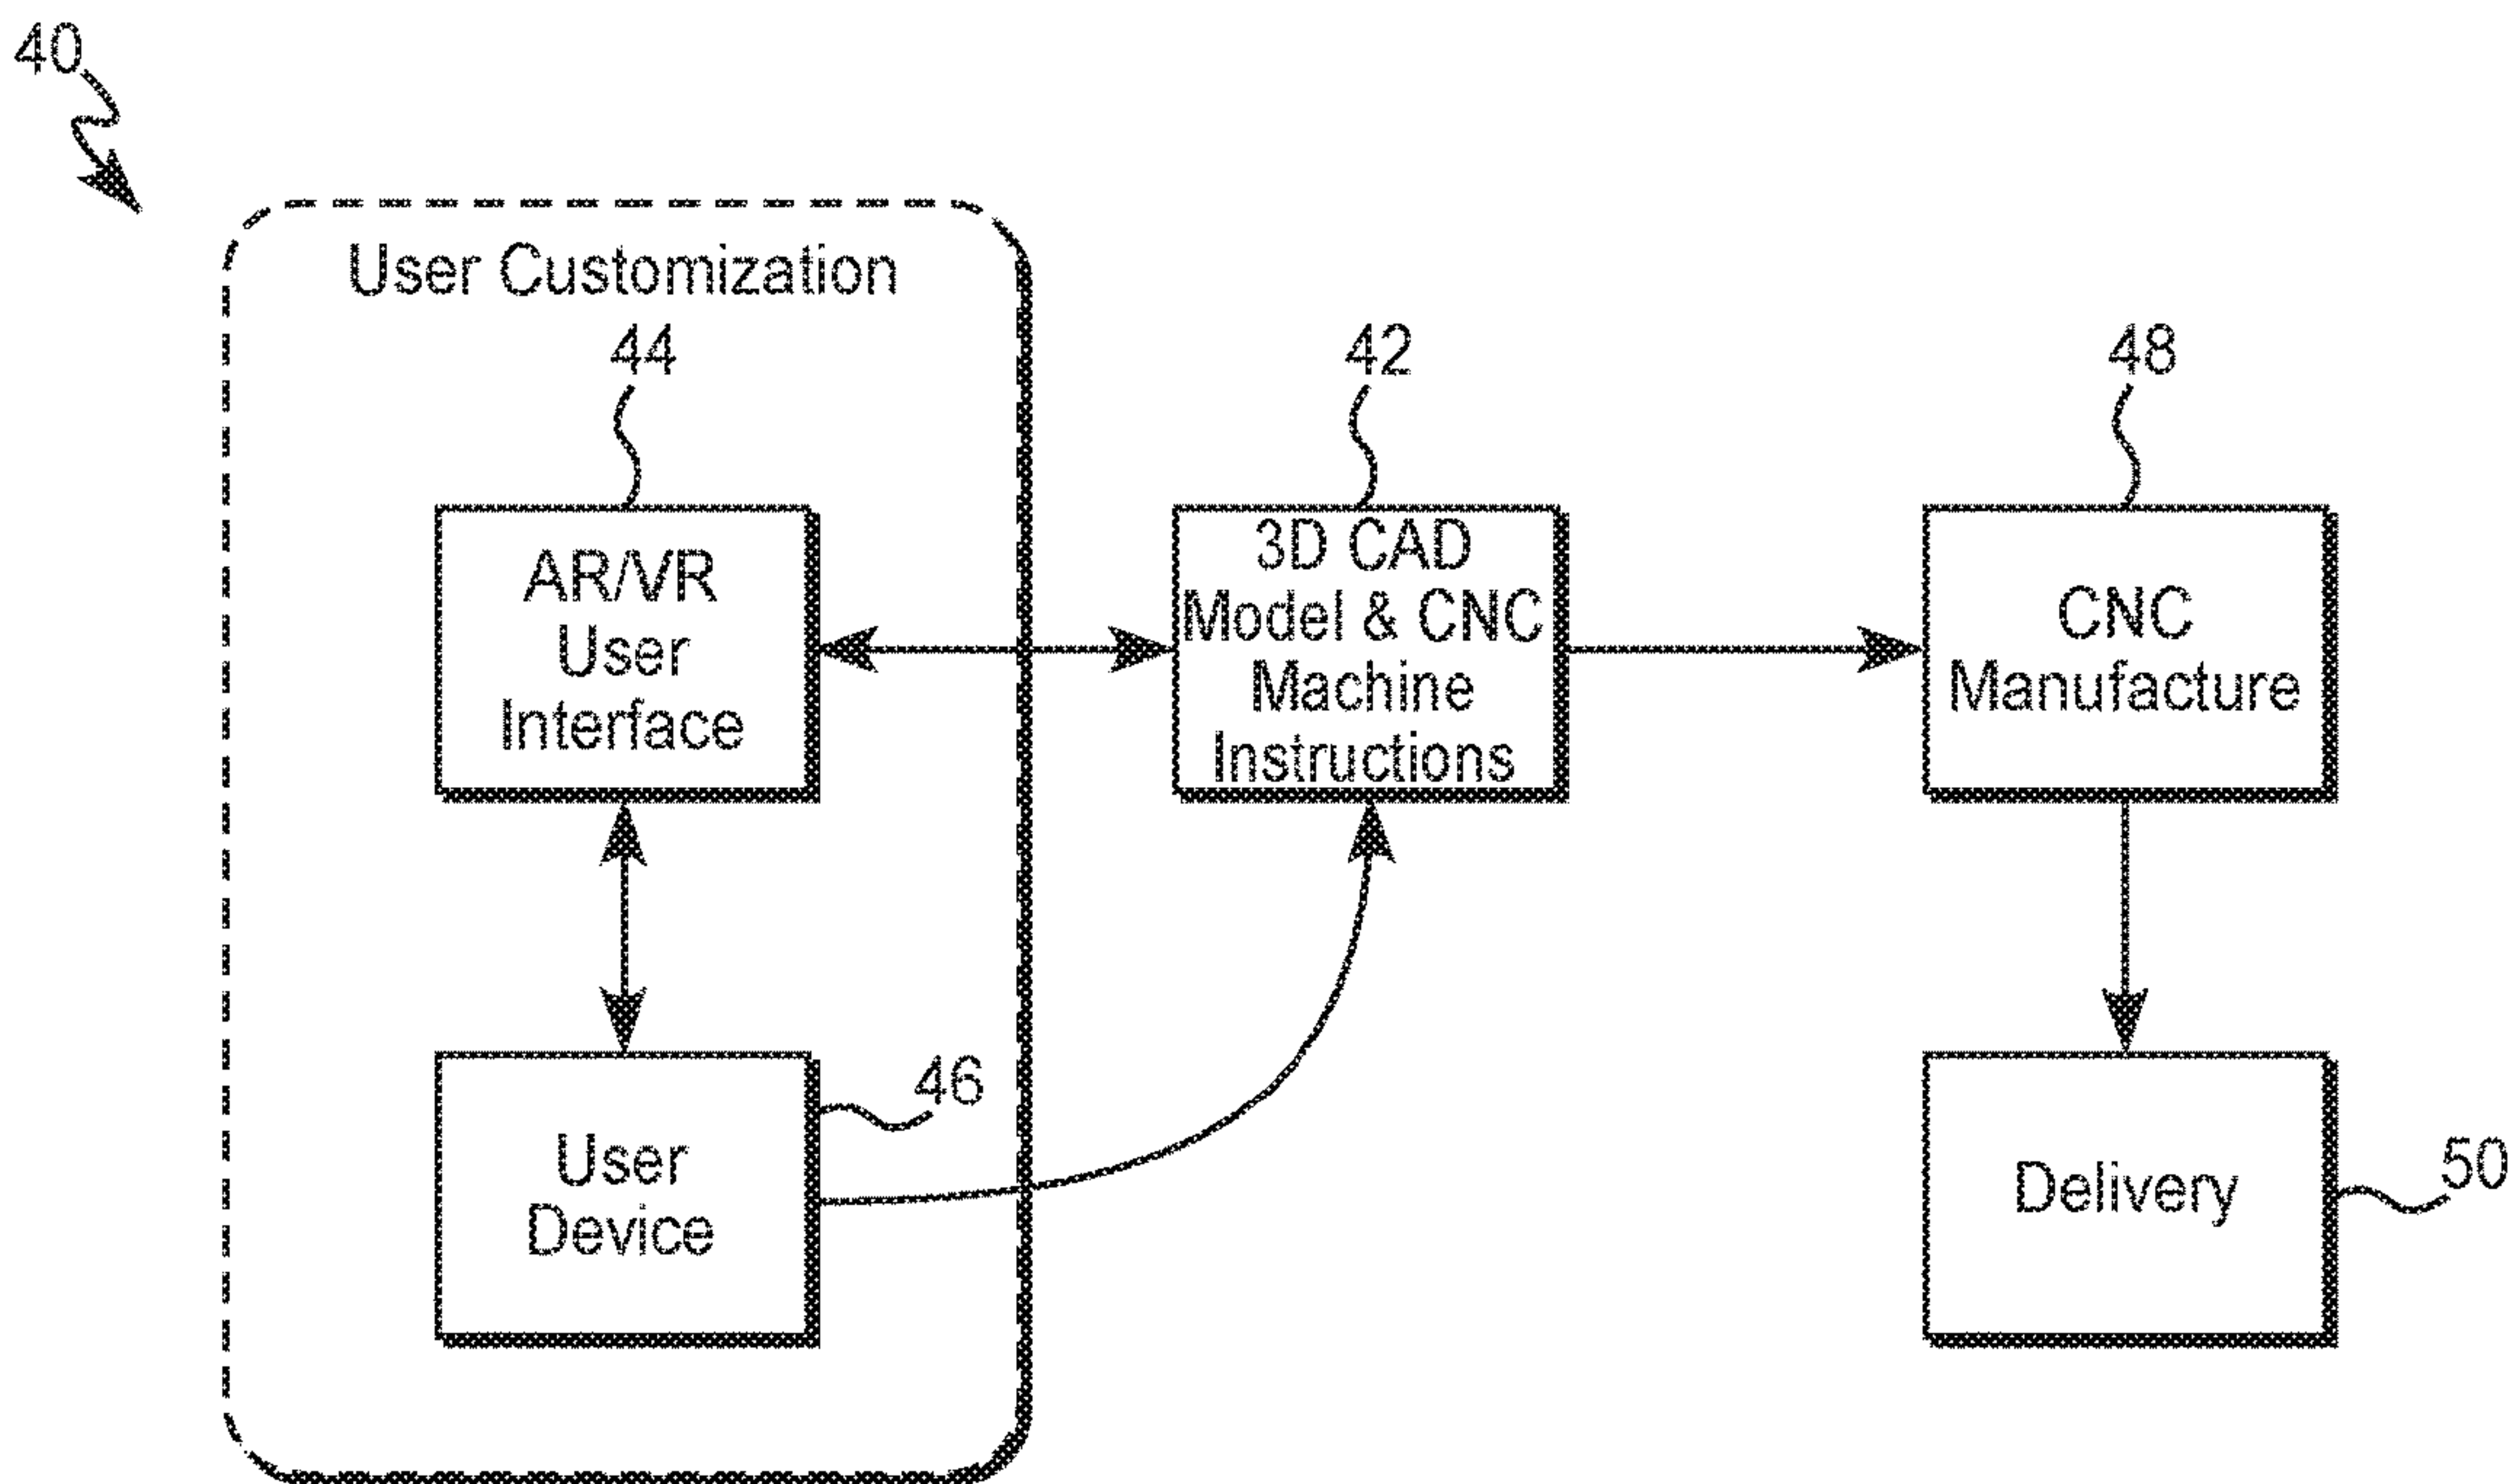 40
User Customization
44
42
48
AR/VR
User
Interface
3D CAD
Model & CNC
Machine
Instructions
CNC
Manufacture
46
User
Device
50
Delivery